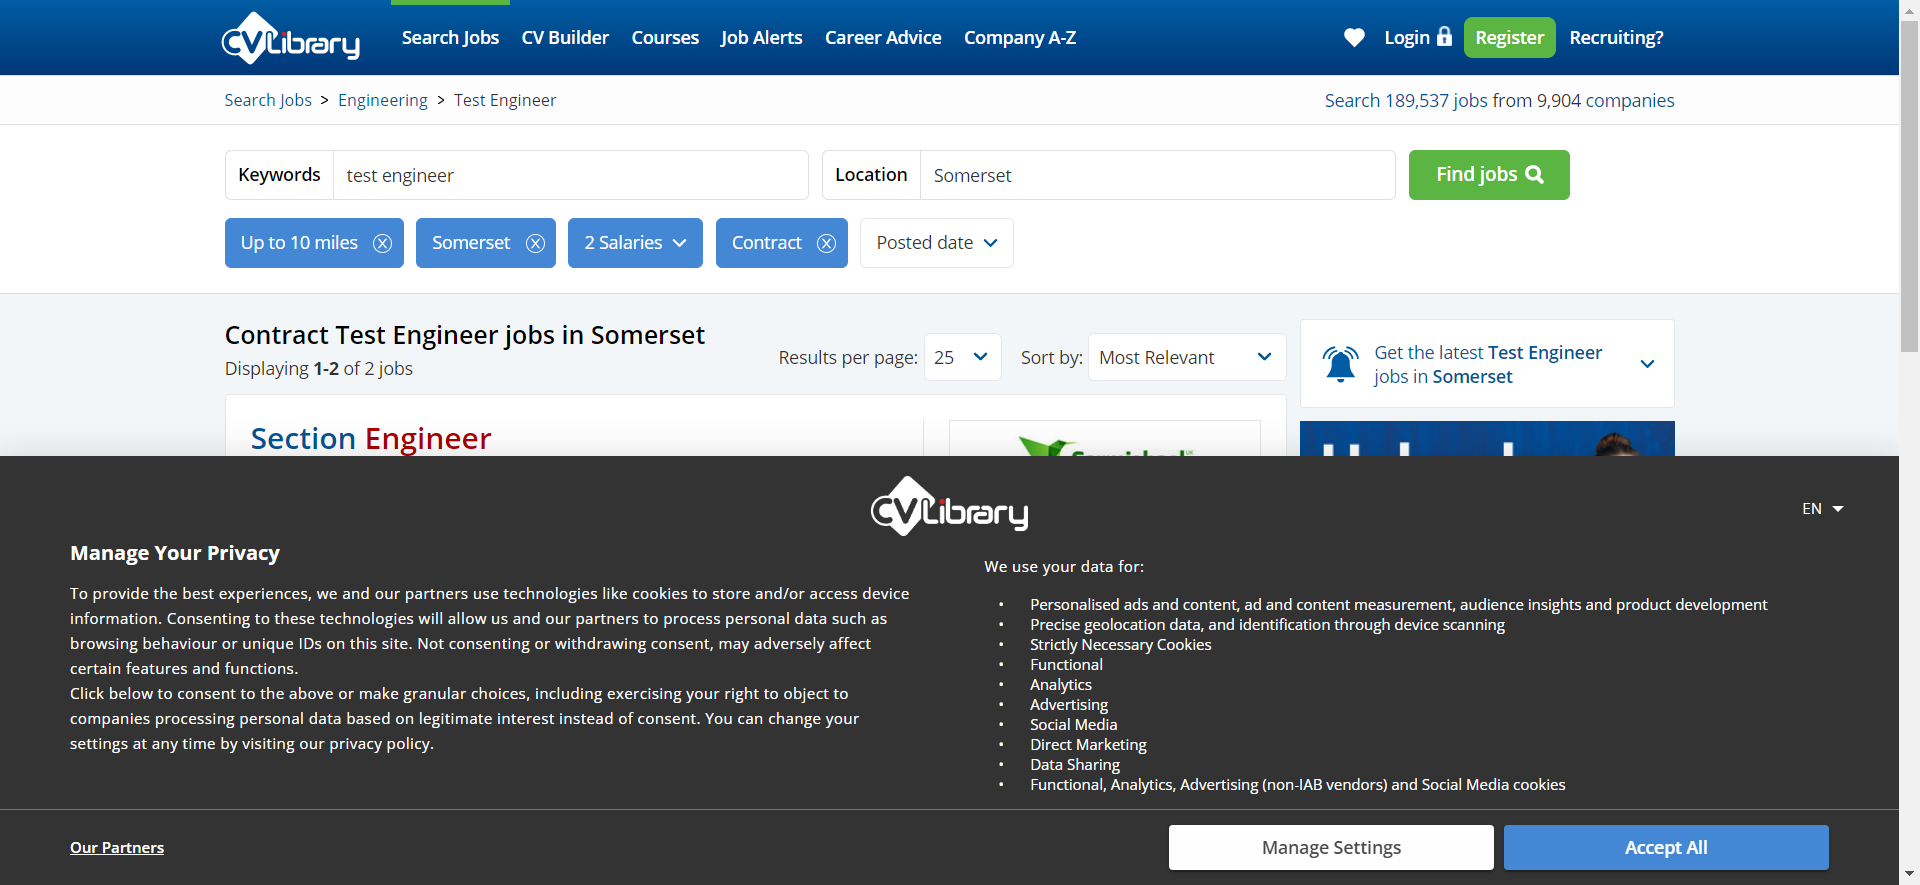 CVLibrary Search Jobs CV Builder Courses Job Alerts Career Advice Company A-Z Login Register Recruiting?
Search Jobs > Engineering > Test Engineer
Search 189,537 jobs from 9,904 companies
Keywords test engineer Location Somerset Find jobs
Up to 10 miles Somerset 2 Salaries Contract Posted date
Contract Test Engineer jobs in Somerset
Displaying 1-2 of 2 jobs
Results per page: 25 Sort by: Most Relevant
Get the latest Test Engineer
jobs in Somerset
Section Engineer
CVLibrary
EN
Manage Your Privacy
To provide the best experiences, we and our partners use technologies like cookies to store and/or access device
information. Consenting to these technologies will allow us and our partners to process personal data such as
browsing behaviour or unique IDs on this site. Not consenting or withdrawing consent, may adversely affect
certain features and functions.
Click below to consent to the above or make granular choices, including exercising your right to object to
companies processing personal data based on legitimate interest instead of consent. You can change your
settings at any time by visiting our privacy policy.
We use your data for:
• Personalised ads and content, ad and content measurement, audience insights and product development
• Precise geolocation data, and identification through device scanning
• Strictly Necessary Cookies
• Functional
• Analytics
• Advertising
• Social Media
• Direct Marketing
• Data Sharing
• Functional, Analytics, Advertising (non-IAB vendors) and Social Media cookies
Our Partners
Manage Settings
Accept All